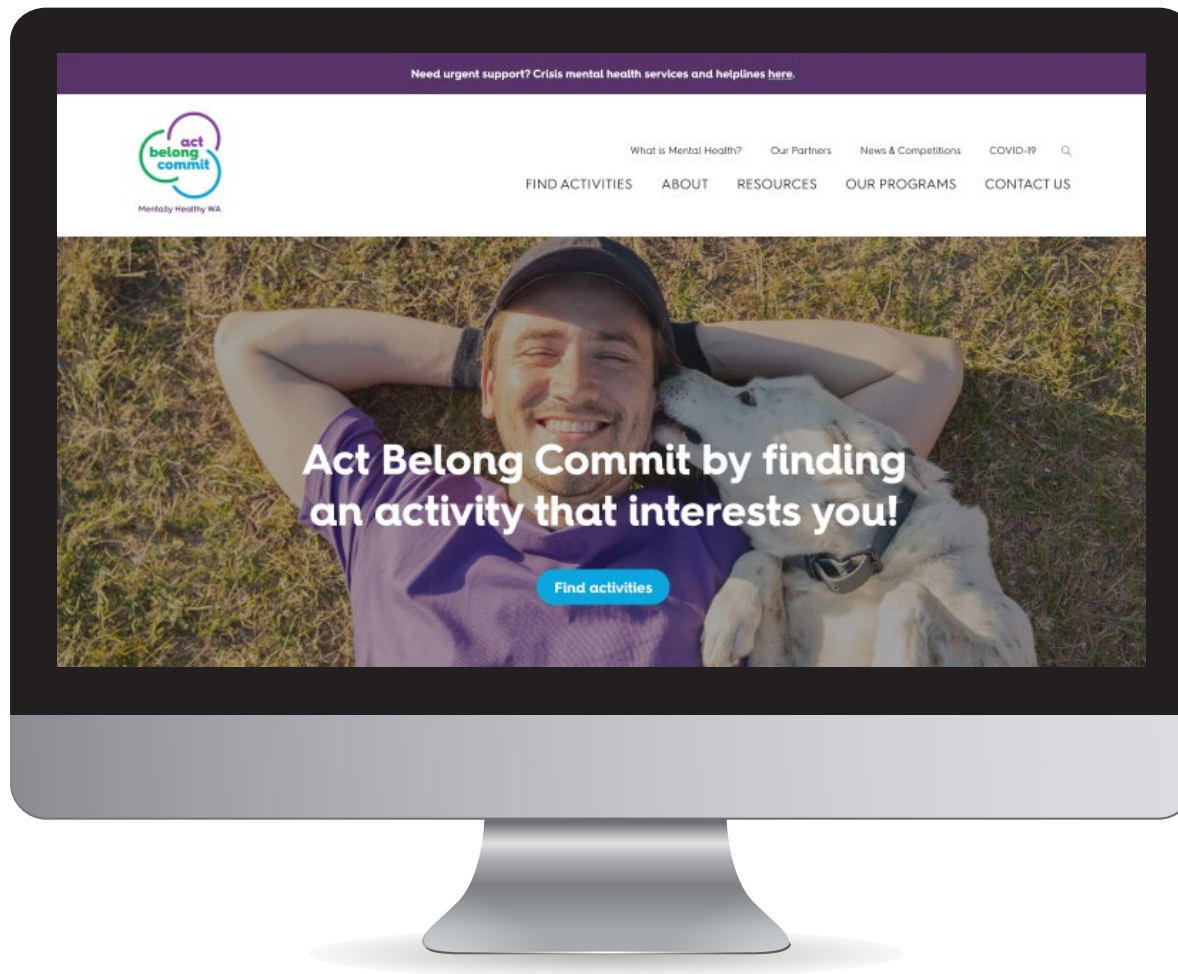 Need urgent support? Crisis mental health services and helplines here.
act
belong
commit
Mentally Healthy WA
What is Mental Health? Our Partners News & Competitions COVID-19
FIND ACTIVITIES ABOUT RESOURCES OUR PROGRAMS CONTACT US
Act Belong Commit by finding
an activity that interests you!
Find activities